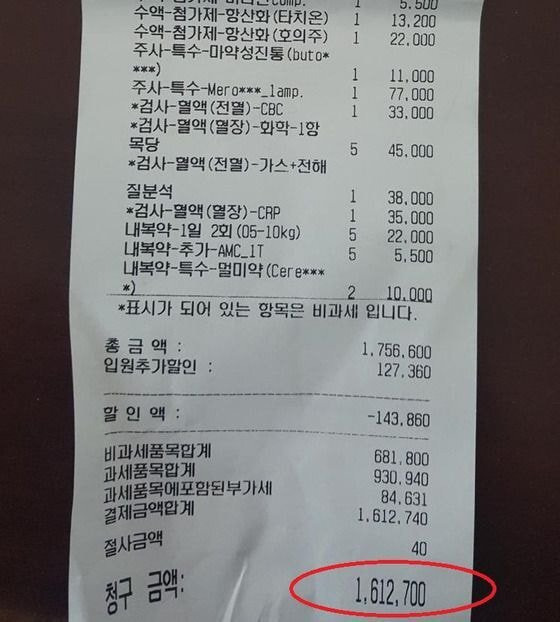 5,500
수액-첨가제-항산화(타치온) 1 13,200
수액-첨가제-항산화(호의주) 1 22,000
주사-특수-마약성진통(buto*
***) 1 11,000
주사-특수-Mero***_1amp. 1 77,000
*검사-혈액(전혈)-CBC 1 33,000
*검사-혈액(혈장)-화학-1항
목당 5 45,000
*검사-혈액(전혈)-가스+전해
질분석 1 38,000
*검사-혈액(혈장)-CRP 1 35,000
내복약-1일 2회(05-10kg) 5 22,000
내복약-추가-AMC_1T 5 5,500
내복약-특수-멀미약(Cere***
*) 2 10,000
*표시가 되어 있는 항목은 비과세 입니다.
총 금 액 : 1,756,600
입원추가할인 : 127,360
할 인 액 : -143,860
비과세품목합계 681,800
과세품목합계 930,940
과세품목에포함된부가세 84,631
결제금액합계 1,612,740
절사금액 40
청구 금액: 1,612,700